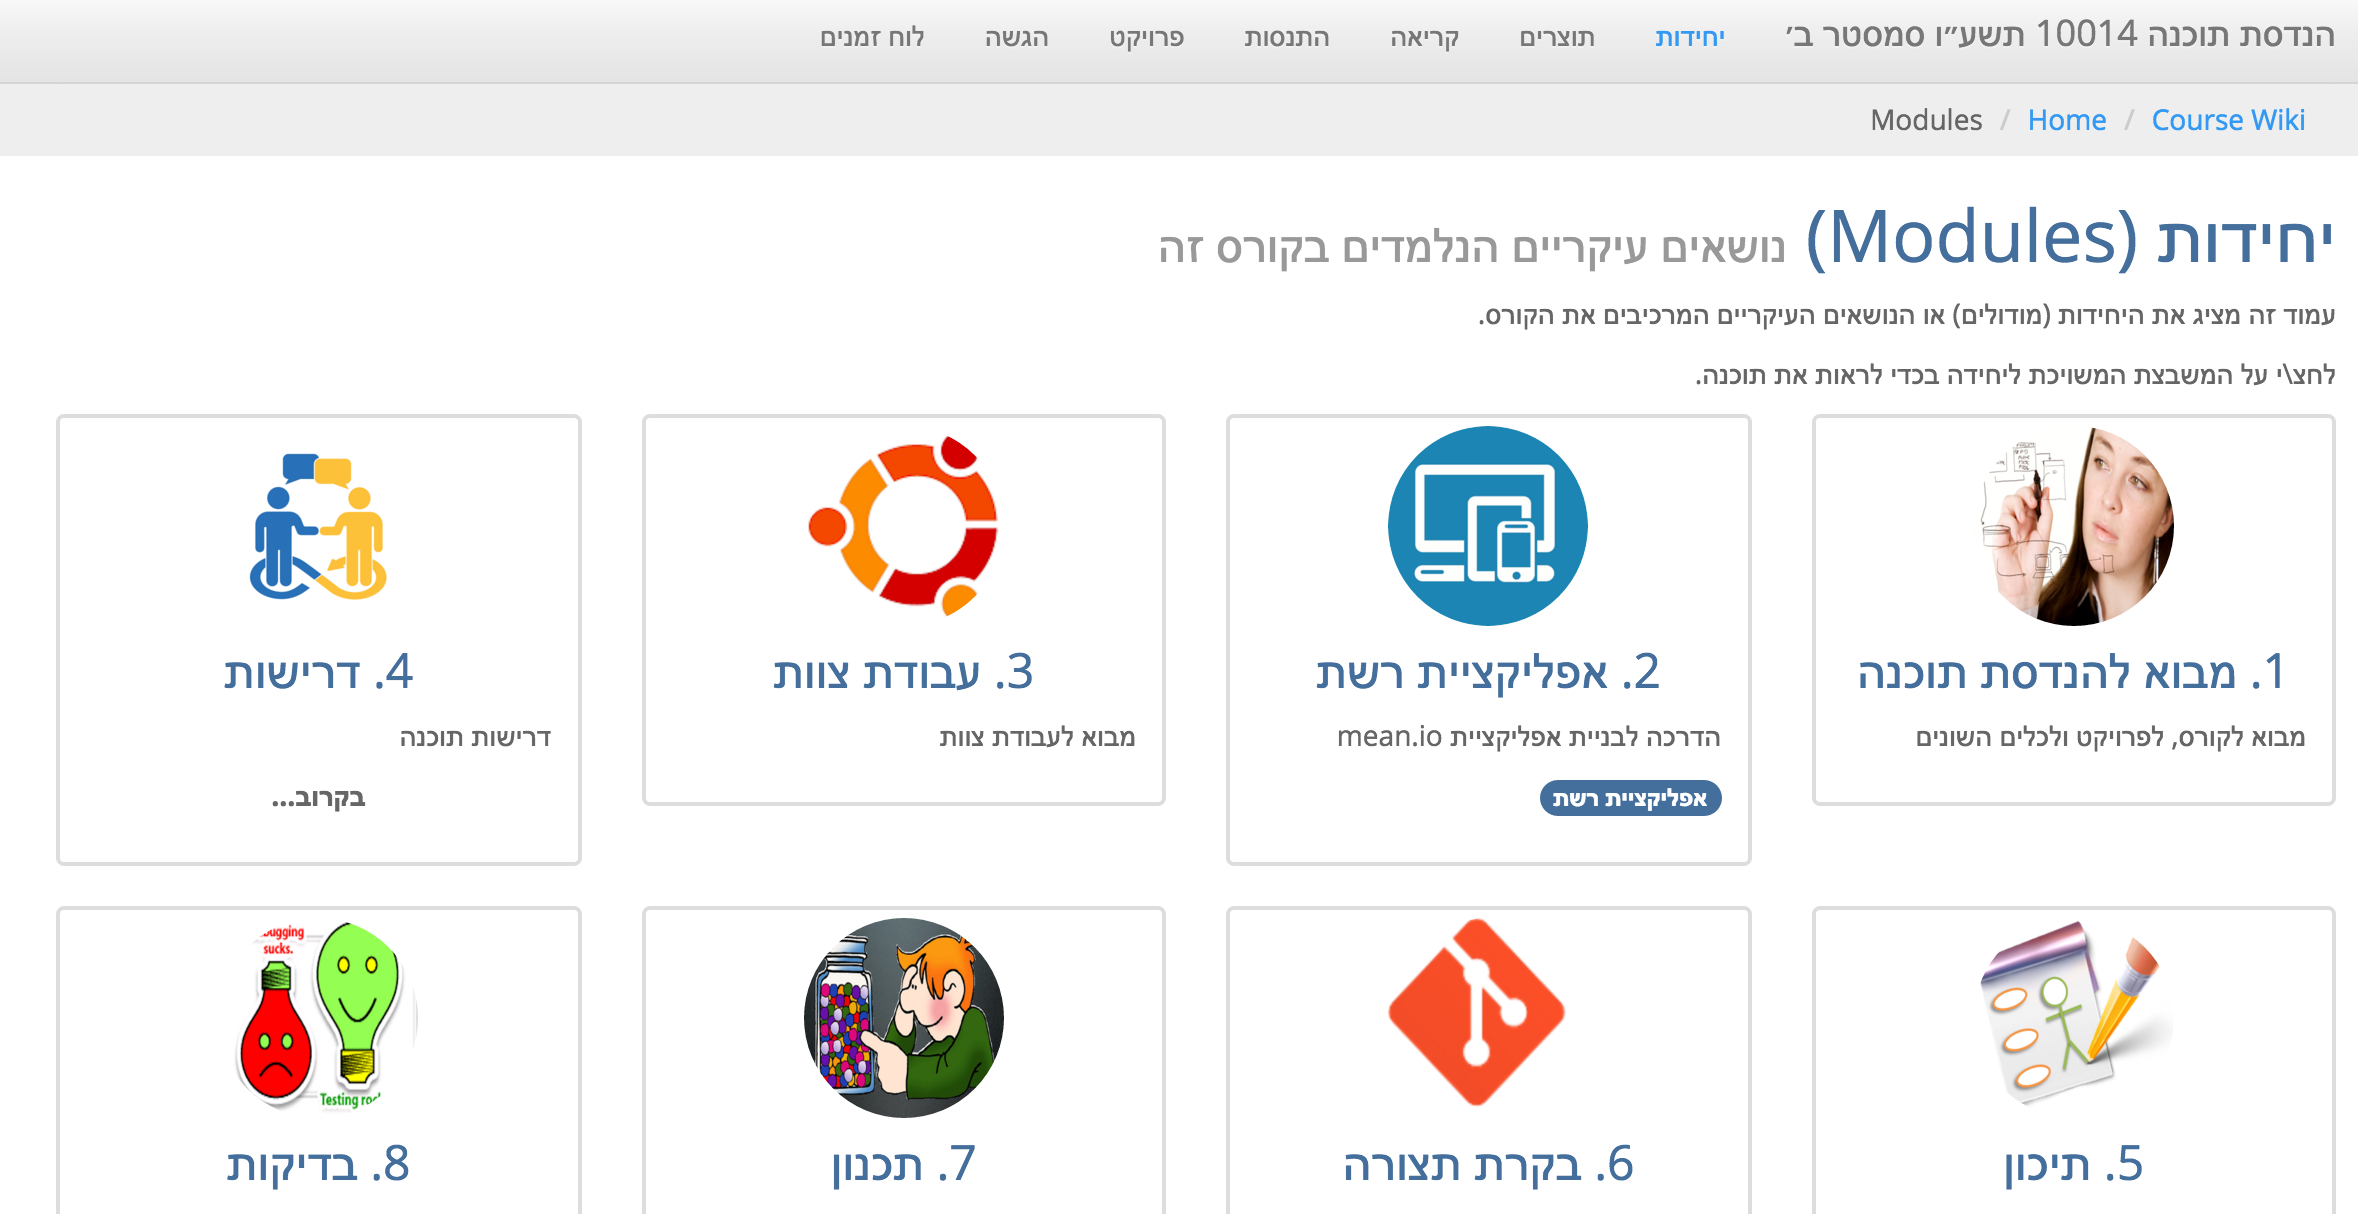 הנדסת תוכנה 10014 תשע״ו סמסטר ב׳ יחידות תוצרים קריאה התנסות פרויקט הגשה לוח זמנים
Course Wiki / Home / Modules
יחידות (Modules) נושאים עיקריים הנלמדים בקורס זה
עמוד זה מציג את היחידות (מודולים) או הנושאים העיקריים המרכיבים את הקורס.
לחצ\י על המשבצת המשויכת ליחידה בכדי לראות את תוכנה.
1. מבוא להנדסת תוכנה
מבוא לקורס, לפרויקט ולכלים השונים
2. אפליקציית רשת
הדרכה לבניית אפליקציית mean.io
אפליקציית רשת
3. עבודת צוות
מבוא לעבודת צוות
4. דרישות
דרישות תוכנה
בקרוב...
5. תיכון
6. בקרת תצורה
7. תכנון
sucks.
Testing
8. בדיקות